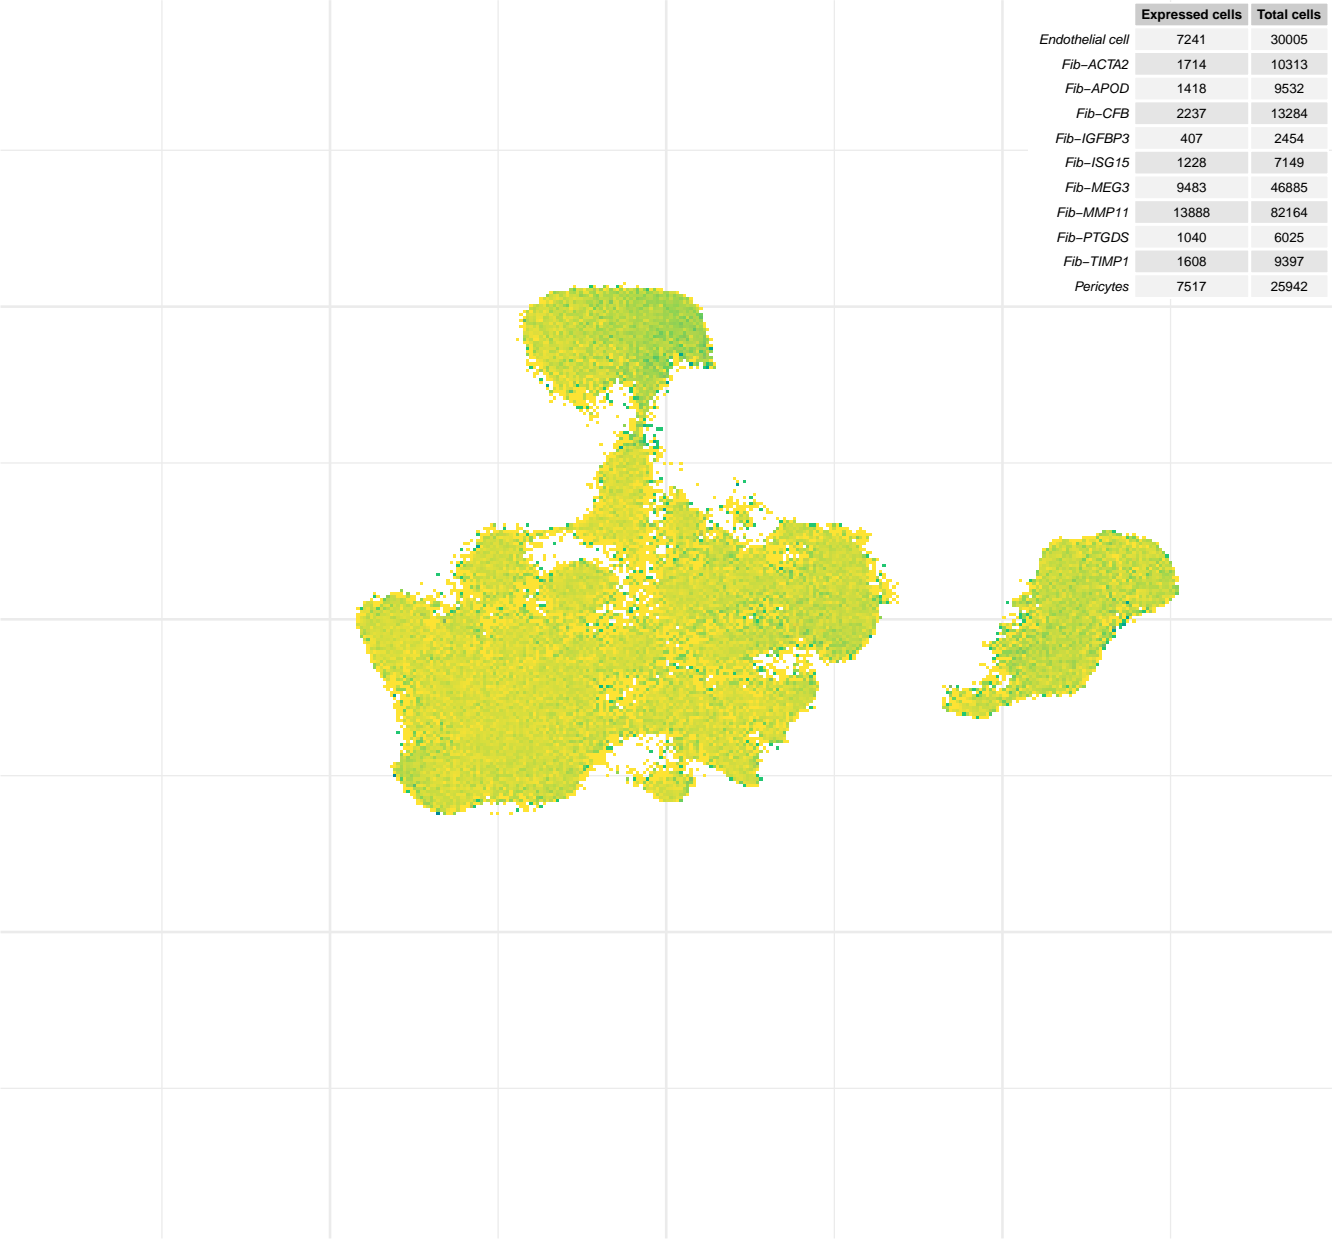 Expressed cells Total cells
Endothelial cell 7241 30005
Fib−ACTA2 1714 10313
Fib−APOD 1418 9532
Fib−CFB 2237 13284
Fib−IGFBP3 407 2454
Fib−ISG15 1228 7149
Fib−MEG3 9483 46885
Fib−MMP11 13888 82164
Fib−PTGDS 1040 6025
Fib−TIMP1 1608 9397
Pericytes 7517 25942